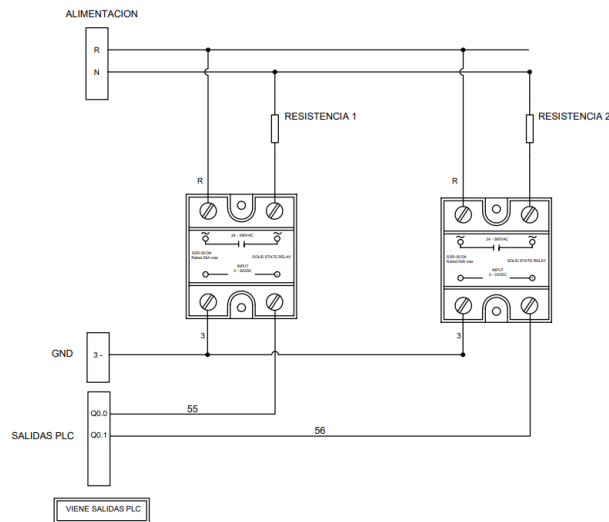 ALIMENTACION
R
N
RESISTENCIA 1
RESISTENCIA 2
R
R
24 - 380VAC
SOLID STATE RELAY
INPUT
3 - 32VDC
24 - 380VAC
SOLID STATE RELAY
INPUT
3 - 32VDC
3
3
GND
3 -
Q0.0
55
SALIDAS PLC
Q0.1
56
VIENE SALIDAS PLC